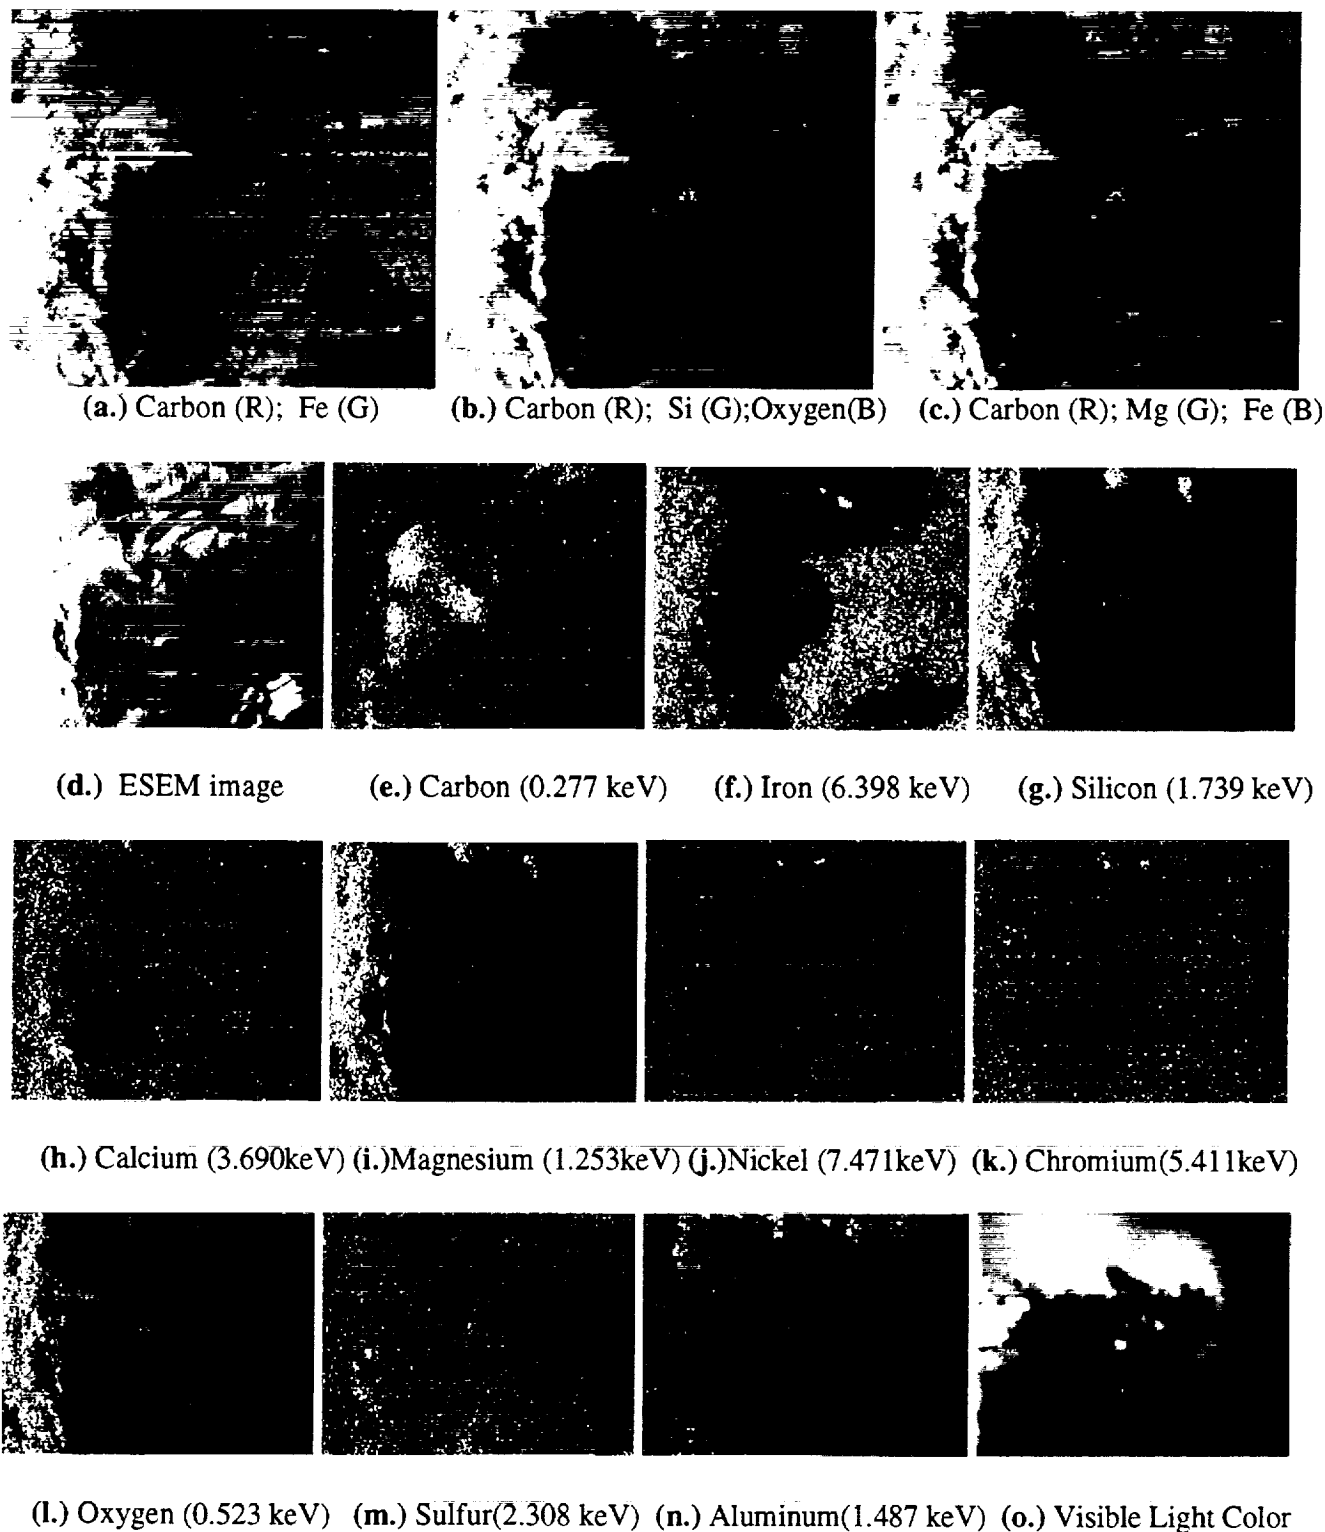 (a.) Carbon (R); Fe (G) (b.) Carbon (R); Si (G);Oxygen(B) (c.) Carbon (R); Mg (G); Fe (B)
(d.) ESEM image (e.) Carbon (0.277 keV) (f.) Iron (6.398 keV) (g.) Silicon (1.739 keV)
(h.) Calcium (3.690keV) (i.)Magnesium (1.253keV) (j.)Nickel (7.471keV) (k.) Chromium(5.411keV)
(l.) Oxygen (0.523 keV) (m.) Sulfur(2.308 keV) (n.) Aluminum(1.487 keV) (o.) Visible Light Color